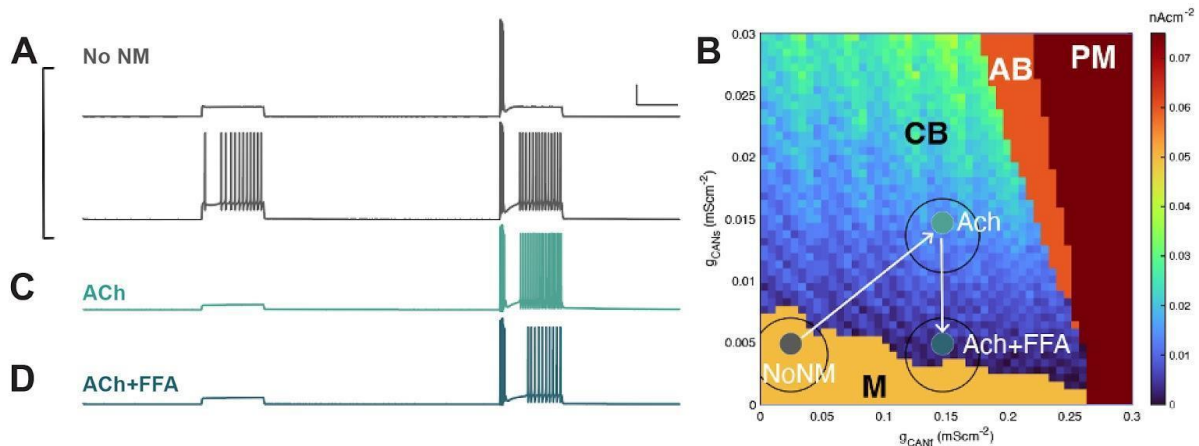 A
No NM
C
ACh
D
ACh+FFA
B
nAcm⁻²
0.03
0.025
0.02
0.015
0.01
0.005
0
gCANs (mScm⁻²)
AB
PM
CB
Ach
Ach+FFA
NoNM
M
0
0.05
0.1
0.15
0.2
0.25
0.3
gCANf (mScm⁻²)
0.07
0.06
0.05
0.04
0.03
0.02
0.01
0